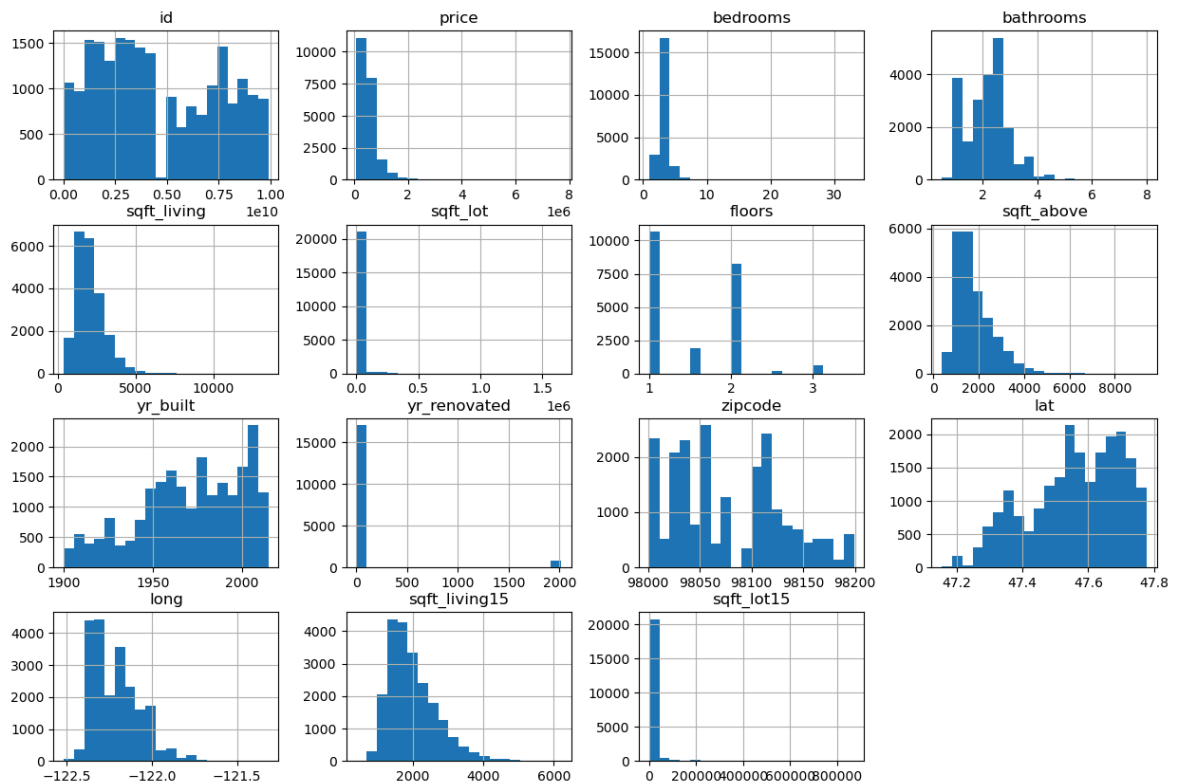 id price bedrooms bathrooms
1500 10000 15000
7500 4000
1000 10000
5000
500 2000
2500 5000
0 0 0 0
0.00 0.25 0.50 0.75 1.00 0 2 4 6 8 0 10 20 30 2 4 6 8
sqft_living 1e10 sqft_lot 1e6 floors sqft_above
20000 10000 6000
6000
15000 7500
4000 4000
10000 5000
2000 5000 2500 2000
0 0 0 0
0 5000 10000 0.0 0.5 1.0 1.5 1 2 3 0 2000 4000 6000 8000
yr_built yr_renovated 1e6 zipcode lat
2000 15000 2000 2000
1500 1500
10000
1000 1000 1000
500 5000 500
0 0 0 0
1900 1950 2000 0 500 1000 1500 2000 98000 98050 98100 98150 98200 47.2 47.4 47.6 47.8
long sqft_living15 sqft_lot15
4000 4000 20000
3000 3000 15000
2000 2000 10000
1000 1000 5000
0 0 0
−122.5 −122.0 −121.5 2000 4000 6000 0 200000 400000 600000 800000